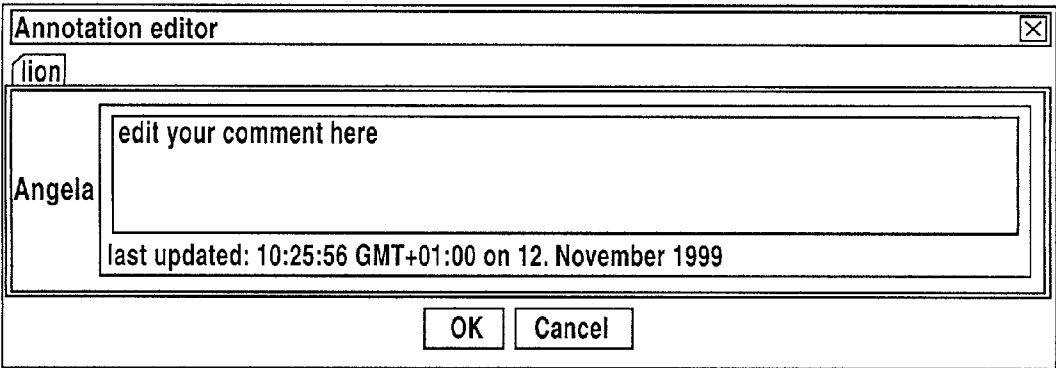 Annotation editor
lion
edit your comment here
Angela
last updated: 10:25:56 GMT+01:00 on 12. November 1999
OK Cancel